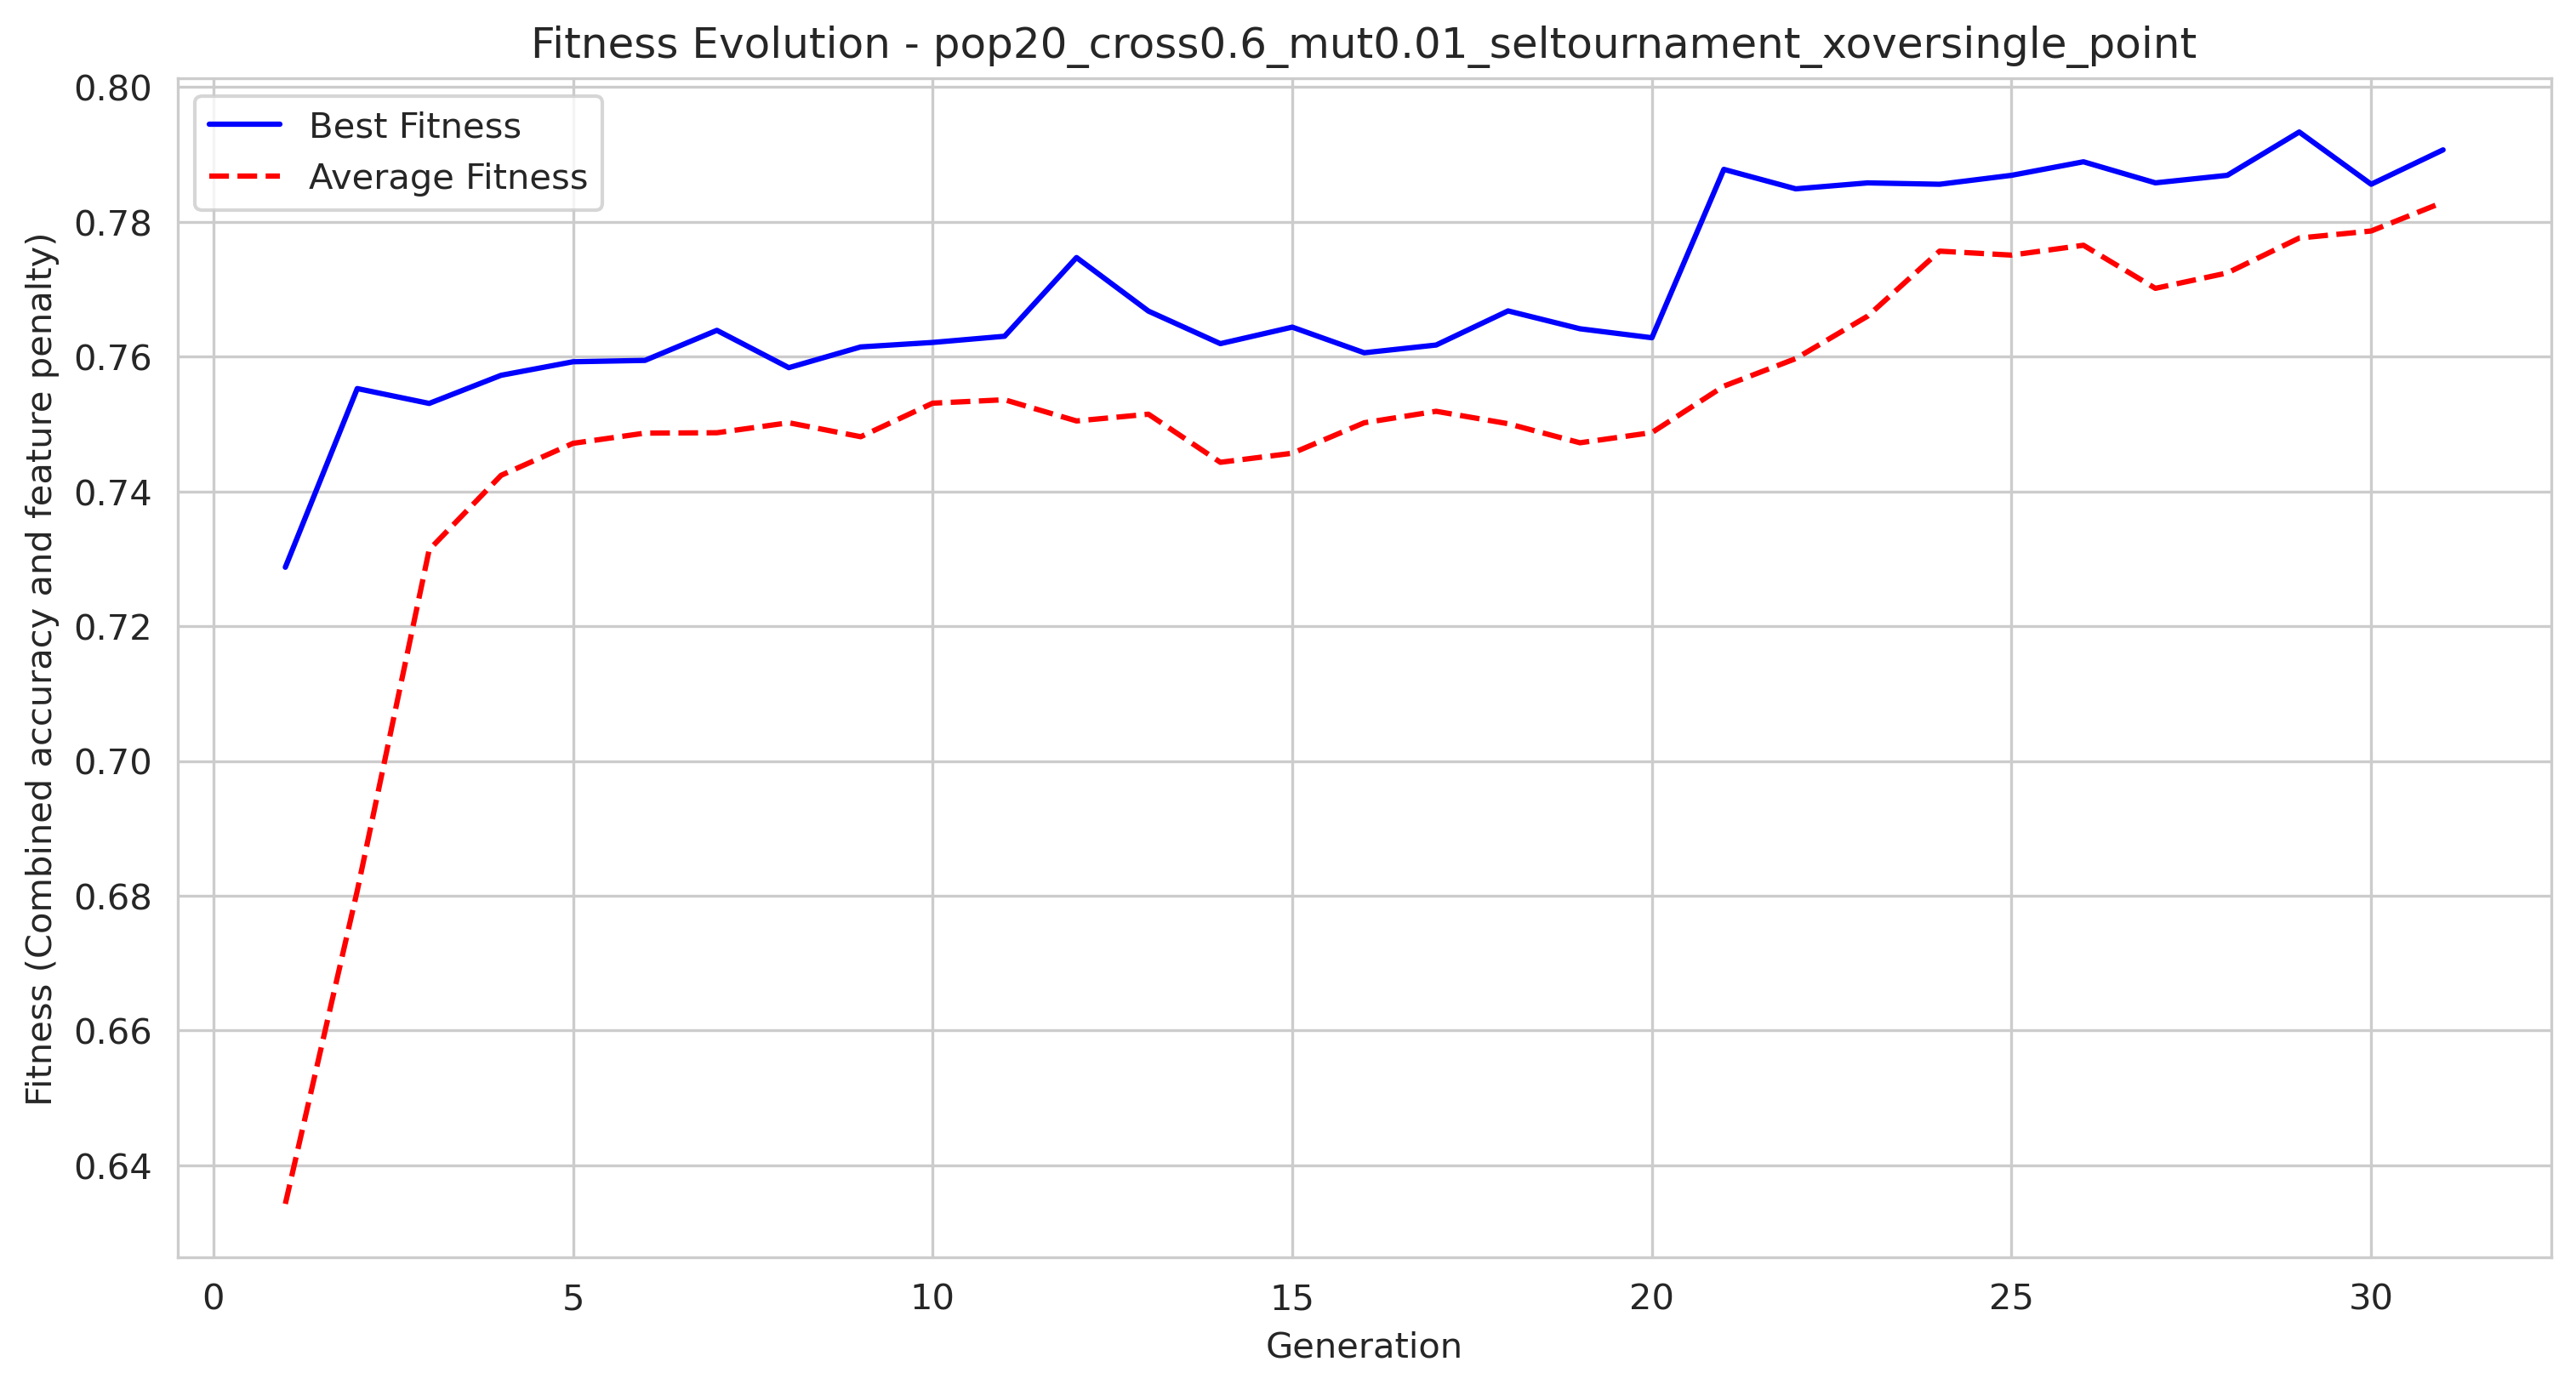 Fitness Evolution - pop20_cross0.6_mut0.01_seltournament_xoversingle_point
Best Fitness
Average Fitness
Fitness (Combined accuracy and feature penalty)
0.80
0.78
0.76
0.74
0.72
0.70
0.68
0.66
0.64
0 5 10 15 20 25 30
Generation